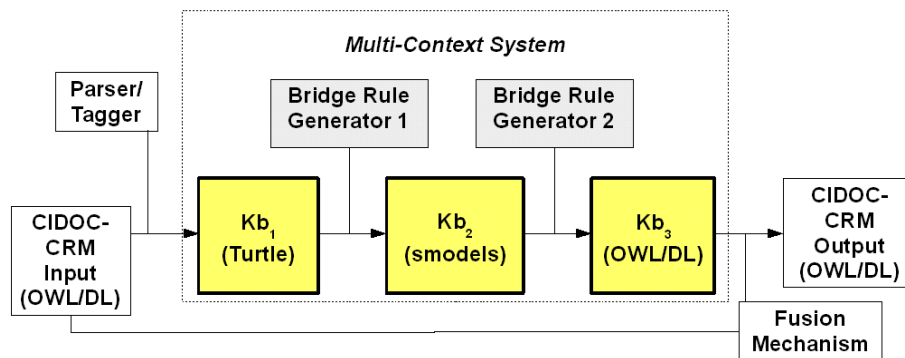 Multi-Context System
Parser/
Tagger
Bridge Rule
Generator 1
Bridge Rule
Generator 2
CIDOC-
CRM
Input
(OWL/DL)
Kb1
(Turtle)
Kb2
(smodels)
Kb3
(OWL/DL)
CIDOC-
CRM
Output
(OWL/DL)
Fusion
Mechanism